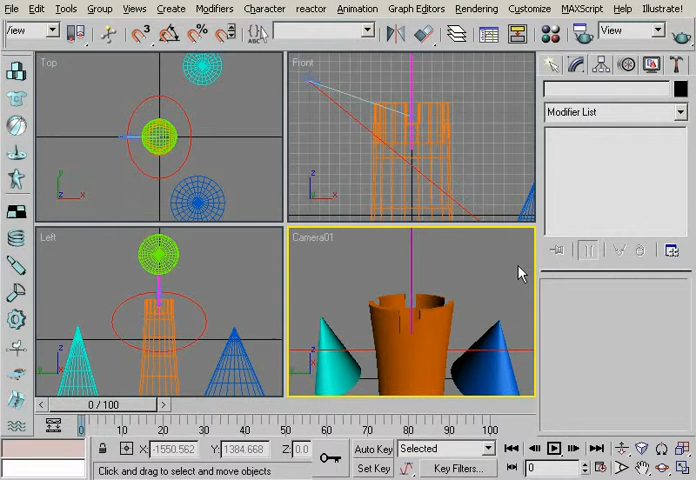 File Edit Tools Group Views Create Modifiers Character reactor Animation Graph Editors Rendering Customize MAXScript Help Illustrate!
View
3
ABC
View
Top
Front
Modifier List
y
x
z
x
Left
Camera01
z
z
x
0 / 100
0 10 20 30 40 50 60 70 80 90 100
X: -1550.562 Y: 1384.668 Z: 0.0
Auto Key Selected
Click and drag to select and move objects
Set Key Key Filters...
0